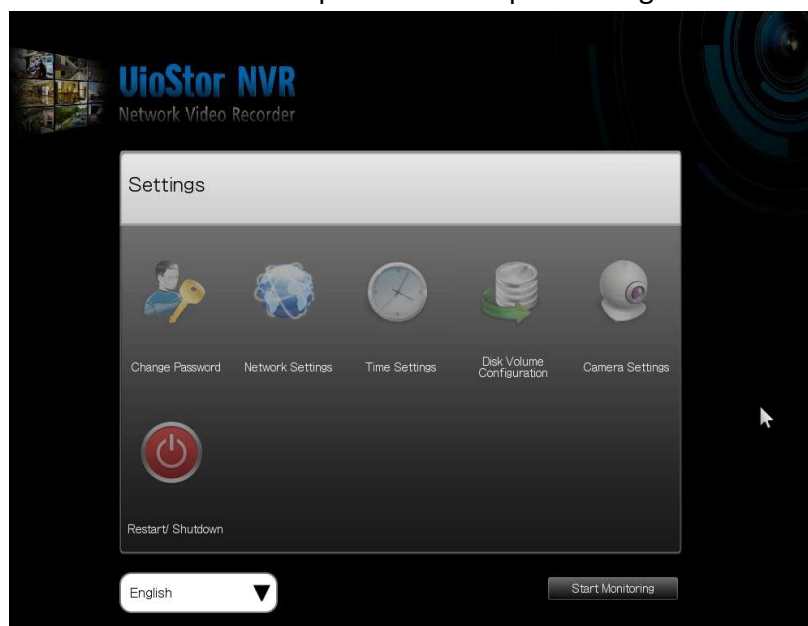 UioStor NVR
Network Video Recorder
Settings
Change Password
Network Settings
Time Settings
Disk Volume
Configuration
Camera Settings
Restart/ Shutdown
English
Start Monitoring